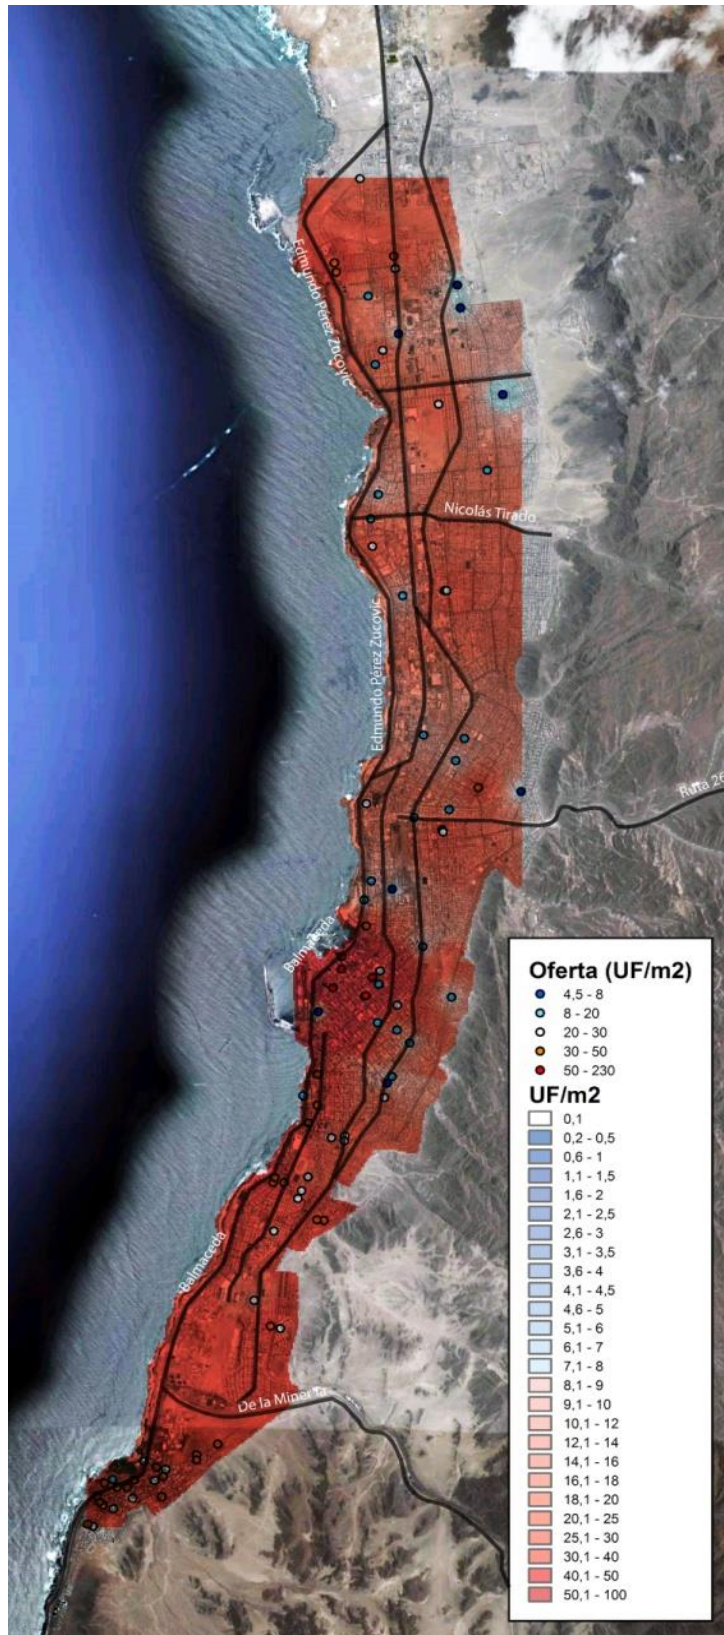 Edmundo Pérez Zucovic
Nicolás Tirado
Edmundo Pérez Zucovic
Ruta 26
Balmaceda
Balmaceda
De la Minería
Oferta (UF/m2)
4,5 - 8
8 - 20
20 - 30
30 - 50
50 - 230
UF/m2
0,1
0,2 - 0,5
0,6 - 1
1,1 - 1,5
1,6 - 2
2,1 - 2,5
2,6 - 3
3,1 - 3,5
3,6 - 4
4,1 - 4,5
4,6 - 5
5,1 - 6
6,1 - 7
7,1 - 8
8,1 - 9
9,1 - 10
10,1 - 12
12,1 - 14
14,1 - 16
16,1 - 18
18,1 - 20
20,1 - 25
25,1 - 30
30,1 - 40
40,1 - 50
50,1 - 100